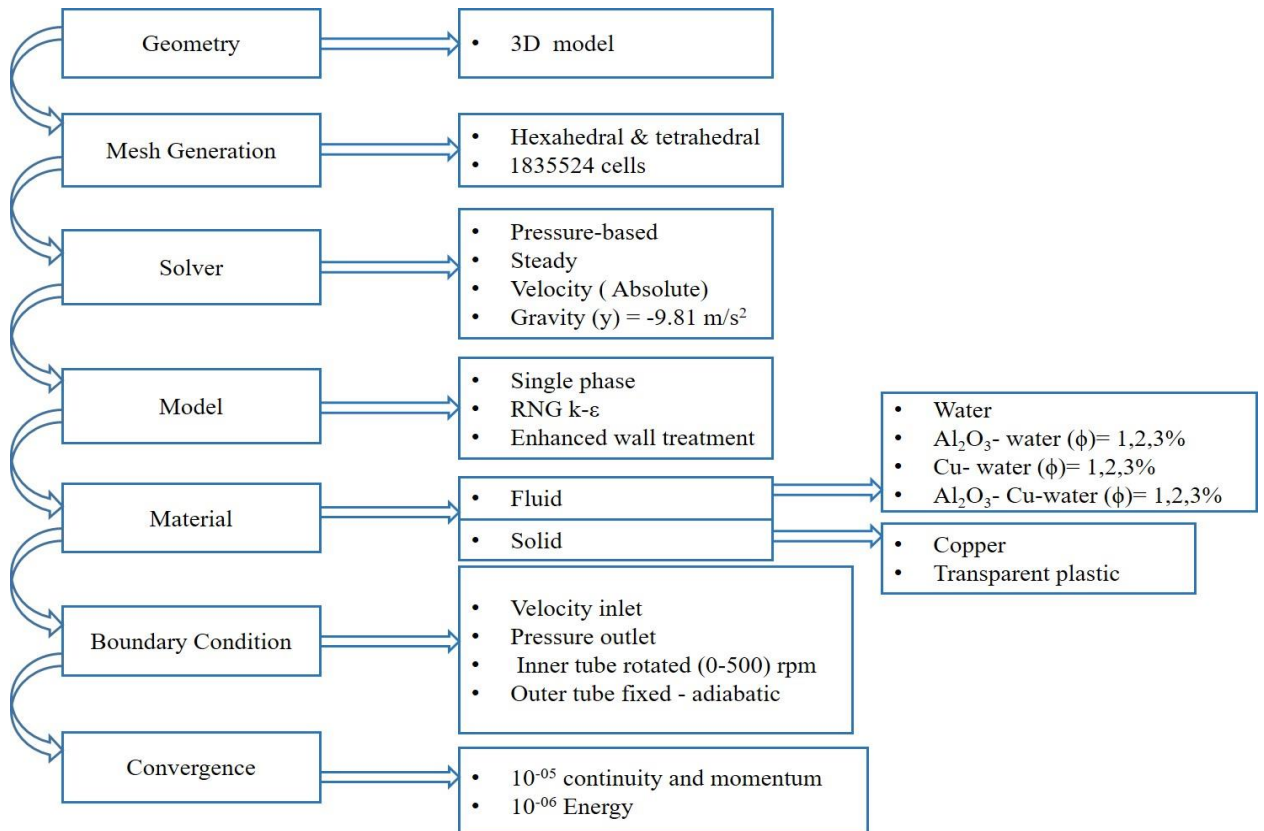 Geometry
• 3D model
Mesh Generation
• Hexahedral & tetrahedral
• 1835524 cells
Solver
• Pressure-based
• Steady
• Velocity ( Absolute)
• Gravity (y) = -9.81 m/s²
Model
• Single phase
• RNG k-ε
• Enhanced wall treatment
Material
• Fluid
• Solid
• Water
• Al₂O₃- water (ϕ)= 1,2,3%
• Cu- water (ϕ)= 1,2,3%
• Al₂O₃- Cu-water (ϕ)= 1,2,3%
• Copper
• Transparent plastic
Boundary Condition
• Velocity inlet
• Pressure outlet
• Inner tube rotated (0-500) rpm
• Outer tube fixed - adiabatic
Convergence
• 10⁻⁰⁵ continuity and momentum
• 10⁻⁰⁶ Energy